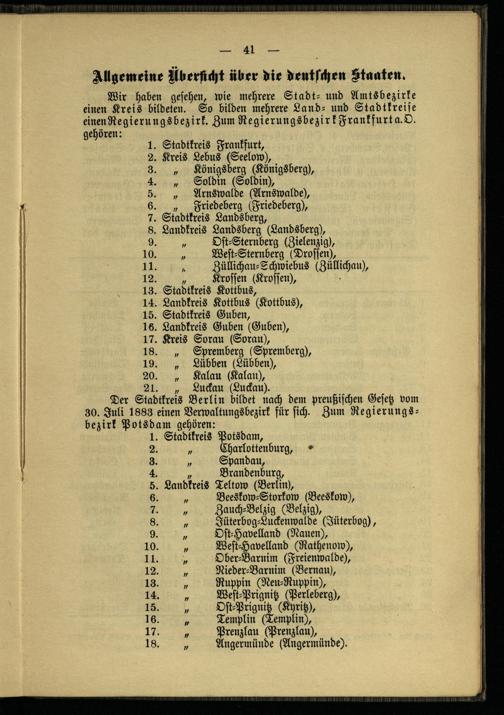 — 41 —
Allgemeine Übersicht über die deutschen Staaten.
Wir haben gesehen, wie mehrere Stadt- und Amtsbezirke
einen Kreis bildeten. So bilden mehrere Land- und Stadtkreise
einen Regierungsbezirk. Zum Regierungsbezirk Frankfurt a. O.
gehören:
1. Stadtkreis Frankfurt,
2. Kreis Lebus (Seelow),
3. „ Königsberg (Königsberg),
4. „ Soldin (Soldin),
5. „ Arnswalde (Arnswalde),
6. „ Friedeberg (Friedeberg),
7. Stadtkreis Landsberg,
8. Landkreis Landsberg (Landsberg),
9. „ Ost-Sternberg (Zielenzig),
10. „ West-Sternberg (Drossen),
11. „ Züllichau-Schwiebus (Züllichau),
12. „ Krossen (Krossen),
13. Stadtkreis Kottbus,
14. Landkreis Kottbus (Kottbus),
15. Stadtkreis Guben,
16. Landkreis Guben (Guben),
17. Kreis Sorau (Sorau),
18. „ Spremberg (Spremberg),
19. „ Lübben (Lübben),
20. „ Kalau (Kalau),
21. „ Luckau (Luckau).
Der Stadtkreis Berlin bildet nach dem preußischen Gesetz vom
30. Juli 1883 einen Verwaltungsbezirk für sich. Zum Regierungs-
bezirk Potsdam gehören:
1. Stadtkreis Potsdam,
2. „ Charlottenburg,
3. „ Spandau,
4. „ Brandenburg,
5. Landkreis Teltow (Berlin),
6. „ Beeskow-Storkow (Beeskow),
7. „ Zauch-Belzig (Belzig),
8. „ Jüterbog-Luckenwalde (Jüterbog),
9. „ Ost-Havelland (Nauen),
10. „ West-Havelland (Rathenow),
11. „ Ober-Barnim (Freienwalde),
12. „ Nieder-Barnim (Bernau),
13. „ Ruppin (Neu-Ruppin),
14. „ West-Prignitz (Perleberg),
15. „ Ost-Prignitz (Kyritz),
16. „ Templin (Templin),
17. „ Prenzlau (Prenzlau),
18. „ Angermünde (Angermünde).